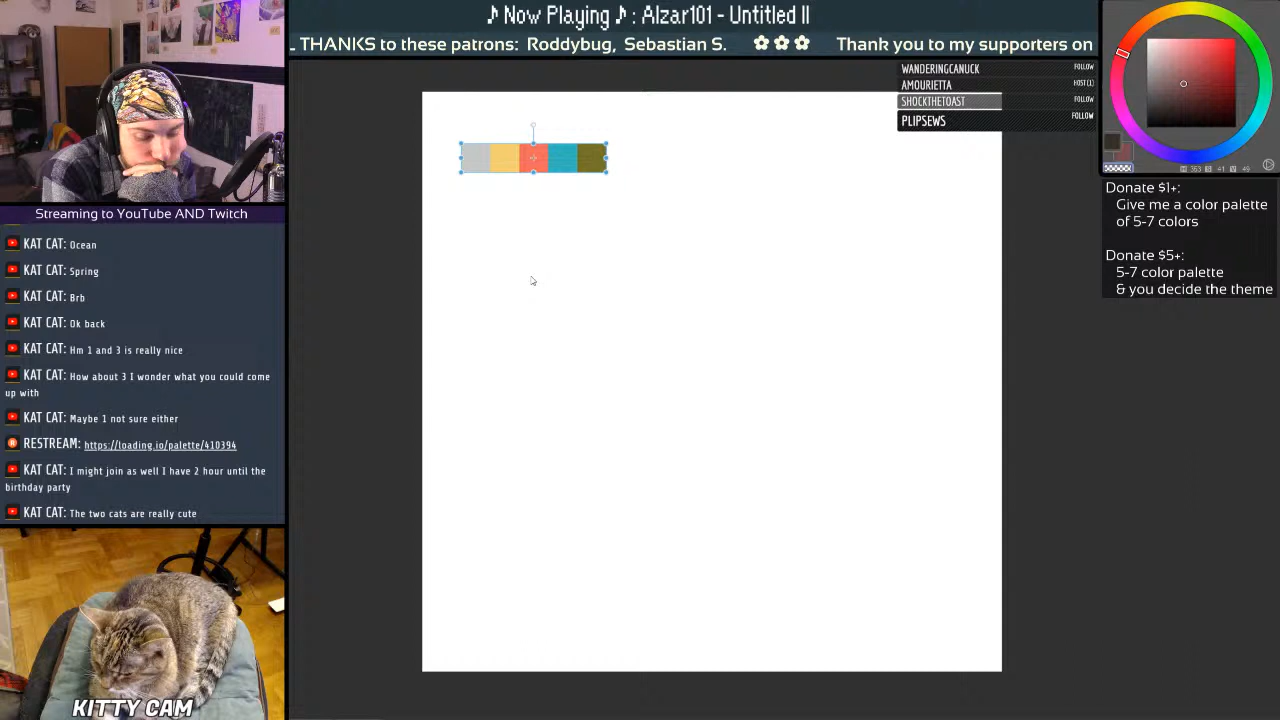 ♪ Now Playing ♪ : Alzar101 - Untitled II
THANKS to these patrons: Roddybug, Sebastian S. ✿ ✿ ✿ Thank you to my supporters on
WANDERINGCANUCK FOLLOW
AMOURIETTA HOST(1)
SHOCKTHETOAST FOLLOW
PLIPSEWS FOLLOW
Donate $1+:
Give me a color palette
of 5-7 colors
Donate $5+:
5-7 color palette
& you decide the theme
Streaming to YouTube AND Twitch
KAT CAT: Ocean
KAT CAT: Spring
KAT CAT: Brb
KAT CAT: Ok back
KAT CAT: Hm 1 and 3 is really nice
KAT CAT: How about 3 I wonder what you could come
up with
KAT CAT: Maybe 1 not sure either
RESTREAM: https://loading.io/palette/410394
KAT CAT: I might join as well I have 2 hour until the
birthday party
KAT CAT: The two cats are really cute
KITTY CAM